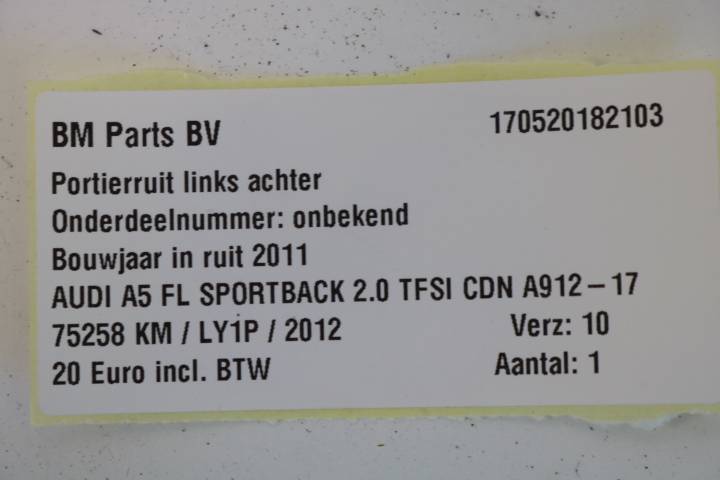 BM Parts BV 170520182103
Portierruit links achter
Onderdeelnummer: onbekend
Bouwjaar in ruit 2011
AUDI A5 FL SPORTBACK 2.0 TFSI CDN A912-17
75258 KM / LY1P / 2012 Verz: 10
20 Euro incl. BTW Aantal: 1